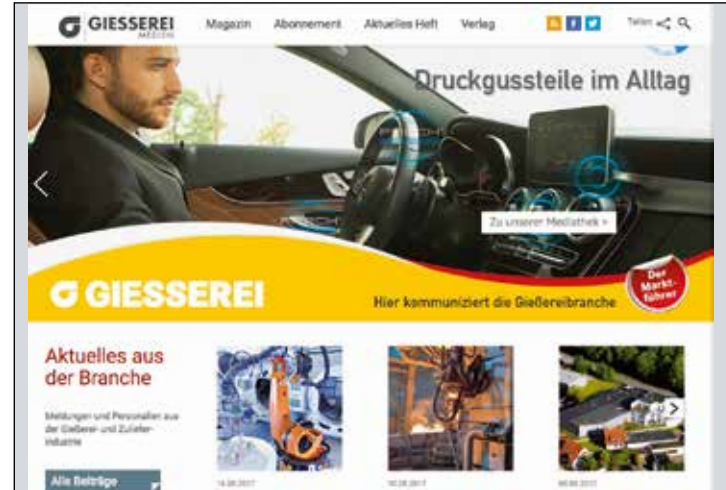 GIESSEREI
MEDIEN
Magazin Abonnement Aktuelles Heft Verlag Teilen
Druckgussteile im Alltag
Zu unserer Mediathek >
GIESSEREI
Hier kommuniziert die Gießereibranche
Der
Markt-
führer
Aktuelles aus
der Branche
Meldungen und Personalien aus
der Gießerei- und Zuliefer-
industrie
Alle Beiträge